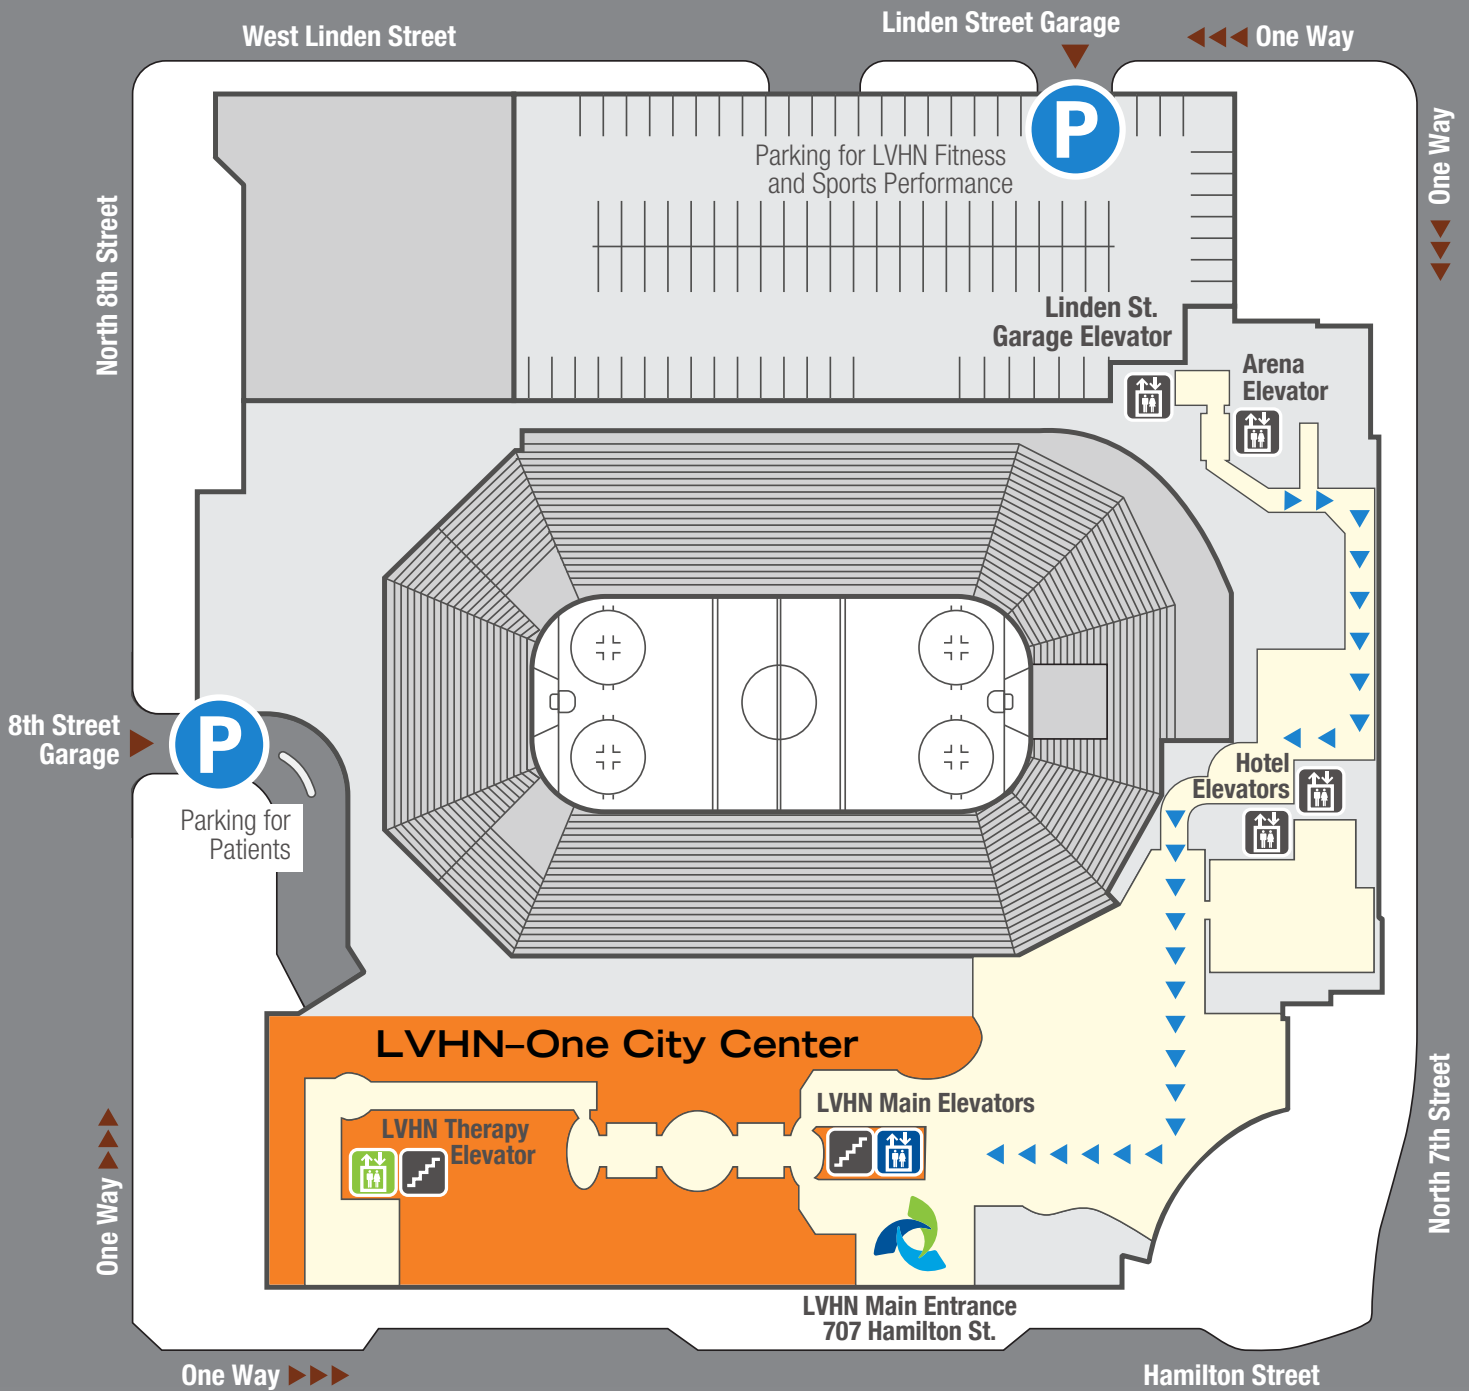 West Linden Street
Linden Street Garage
One Way
One Way
North 8th Street
P
Parking for LVHN Fitness
and Sports Performance
Linden St.
Garage Elevator
Arena
Elevator
8th Street
Garage
P
Parking for
Patients
Hotel
Elevators
LVHN–One City Center
LVHN Main Elevators
LVHN Therapy
Elevator
One Way
North 7th Street
LVHN Main Entrance
707 Hamilton St.
One Way
Hamilton Street